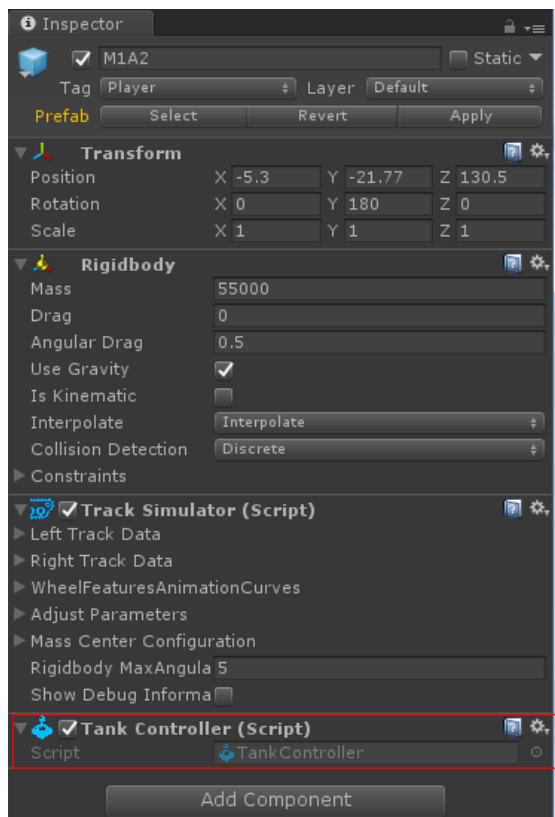 Inspector
M1A2 Static
Tag Player Layer Default
Prefab Select Revert Apply
Transform
Position X -5.3 Y -21.77 Z 130.5
Rotation X 0 Y 180 Z 0
Scale X 1 Y 1 Z 1
Rigidbody
Mass 55000
Drag 0
Angular Drag 0.5
Use Gravity
Is Kinematic
Interpolate Interpolate
Collision Detection Discrete
Constraints
Track Simulator (Script)
Left Track Data
Right Track Data
WheelFeaturesAnimationCurves
Adjust Parameters
Mass Center Configuration
Rigidbody MaxAngula 5
Show Debug Informa
Tank Controller (Script)
Script TankController
Add Component